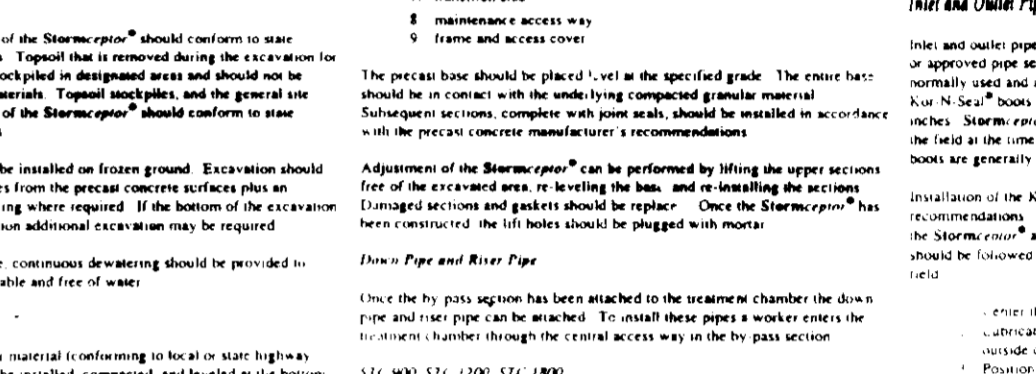 of the Stormceptor® should conform to state
Topsoil that is removed during the excavation for
ockpiled in designated areas and should not be
aterials. Topsoil stockpiles, and the general site
of the Stormceptor® should conform to state
s
be installed on frozen ground. Excavation should
es from the precast concrete surfaces plus an
ing where required If the bottom of the excavation
ion additional excavation may be required
e, continuous dewatering should be provided to
able and free of water
material (conforming to local or state highway
be installed, compacted, and leveled at the bottom
8 maintenance access way
9 frame and access cover
The precast base should be placed level at the specified grade The entire base
should be in contact with the underlying compacted granular material
Subsequent sections, complete with joint seals, should be installed in accordance
with the precast concrete manufacturer's recommendations
Adjustment of the Stormceptor® can be performed by lifting the upper sections
free of the excavated area, re-leveling the base and re-installing the sections
Damaged sections and gaskets should be replace Once the Stormceptor® has
been constructed the lift holes should be plugged with mortar
Down Pipe and Riser Pipe
Once the by pass section has been attached to the treatment chamber the down
pipe and riser pipe can be attached To install these pipes a worker enters the
treatment chamber through the central access way in the by-pass section
STC 900, STC 1200, STC 1800
Inlet and Outlet Pip
Inlet and outlet pipe
or approved pipe se
normally used and
Kor-N-Seal® boots
inches Stormcepto
the field at the time
boots are generally
Installation of the K
recommendations
the Stormceptor® a
should be followed
field
enter th
Lubricat
outside
Position